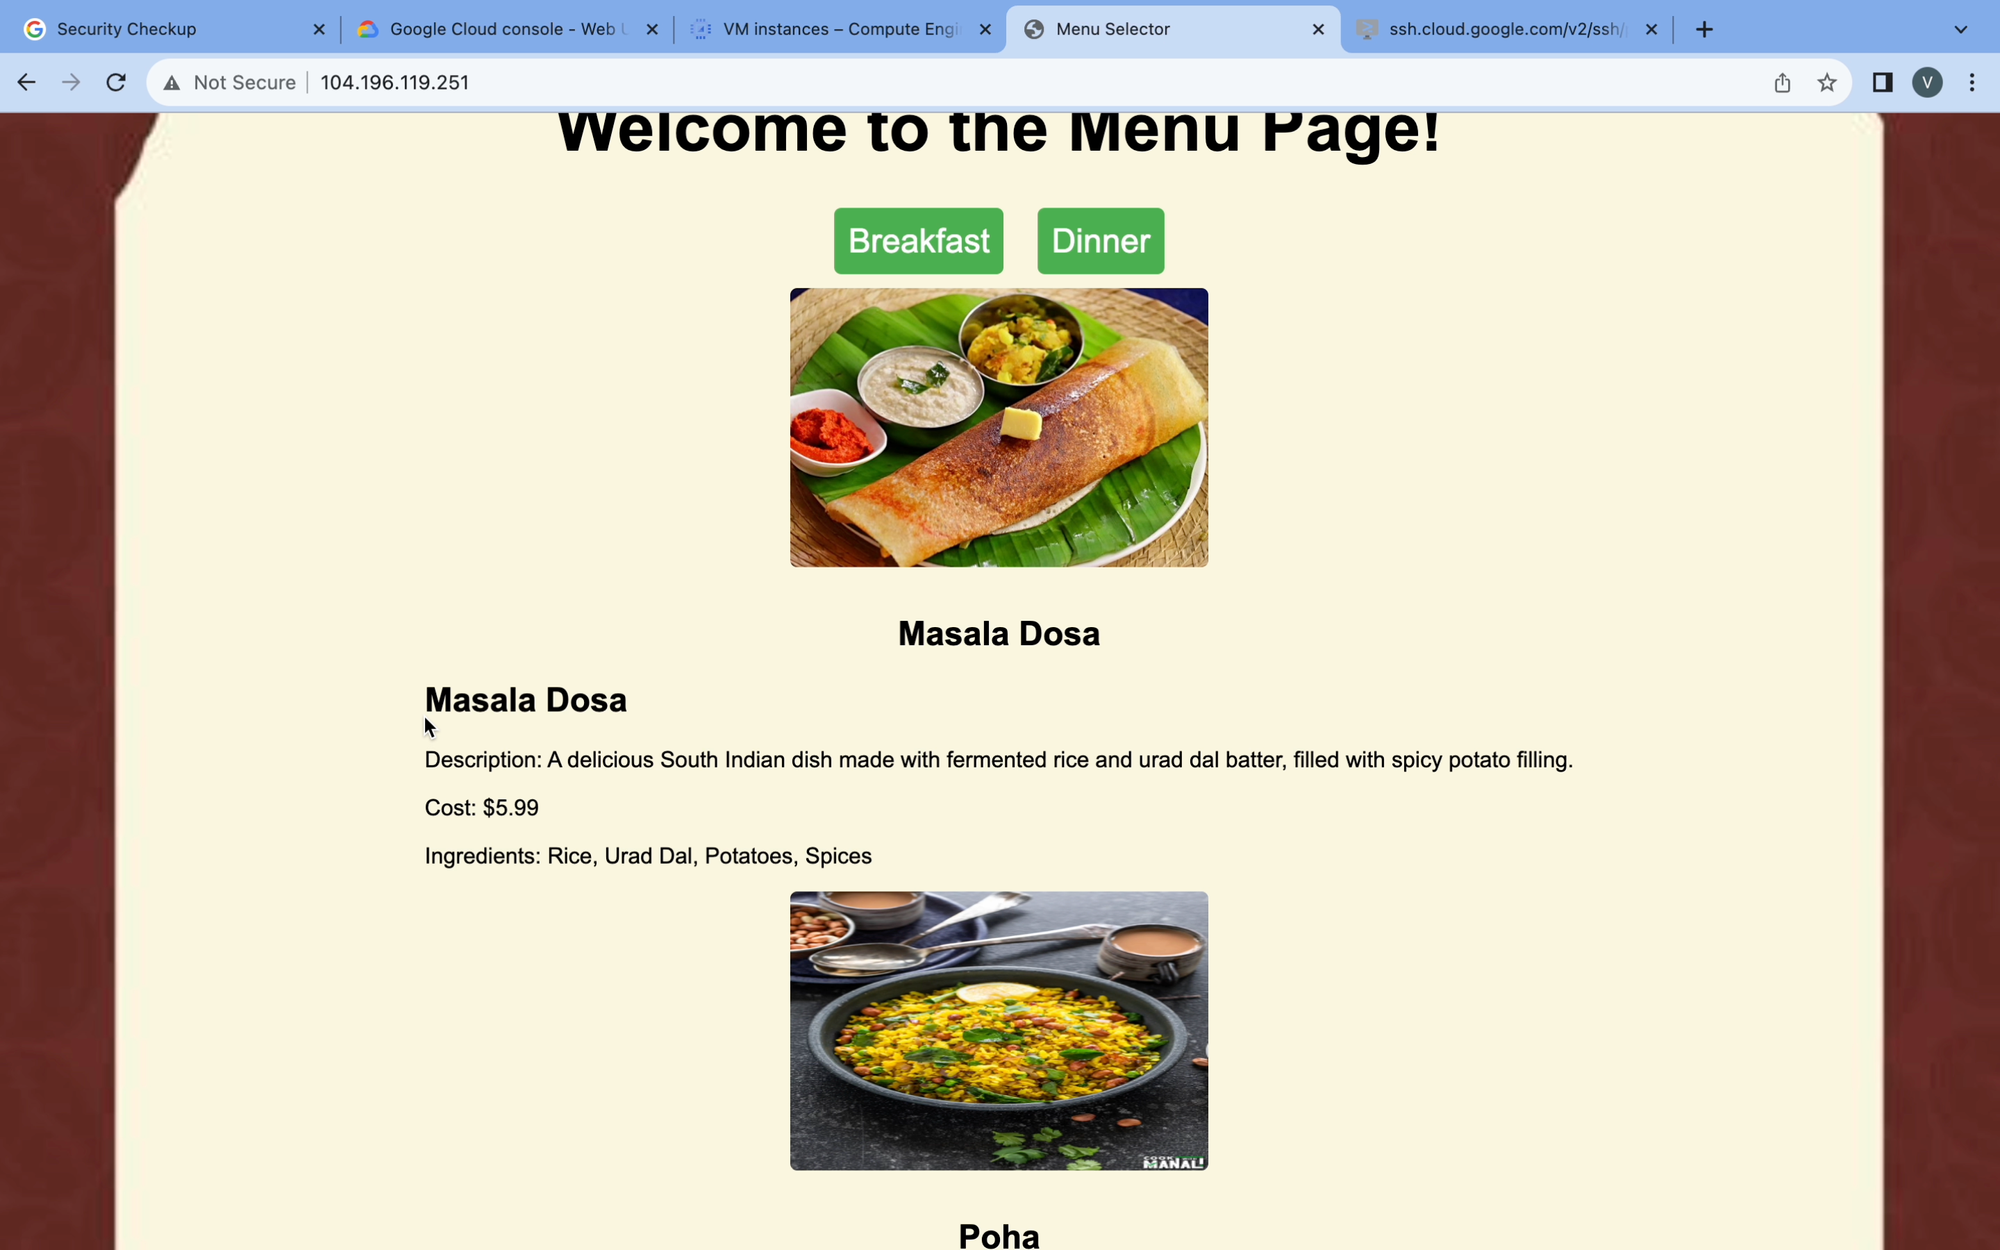 Security Checkup
Google Cloud console - Web U
VM instances – Compute Engi
Menu Selector
ssh.cloud.google.com/v2/ssh/
Not Secure
104.196.119.251
V
Welcome to the Menu Page!
Breakfast
Dinner
Masala Dosa
Masala Dosa
Description: A delicious South Indian dish made with fermented rice and urad dal batter, filled with spicy potato filling.
Cost: $5.99
Ingredients: Rice, Urad Dal, Potatoes, Spices
COOK
MANALI
Poha